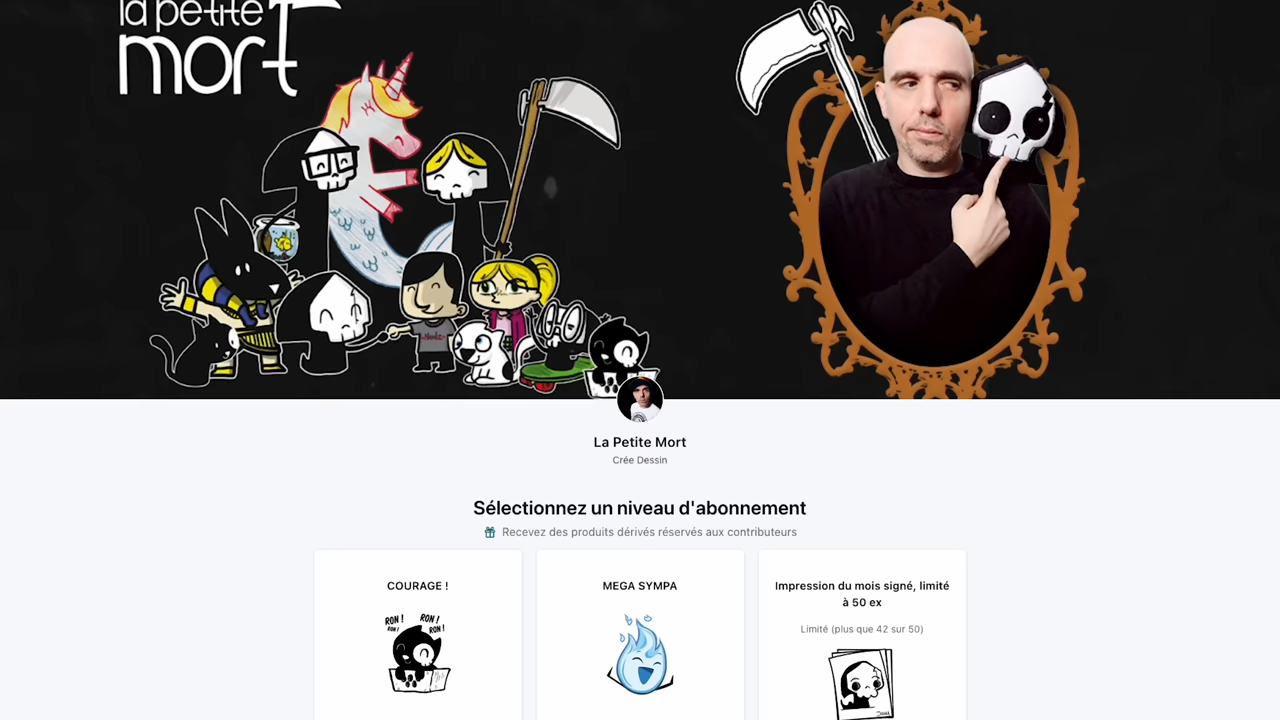 la petite
mort
La Petite Mort
Crée Dessin
Sélectionnez un niveau d'abonnement
Recevez des produits dérivés réservés aux contributeurs
COURAGE !
MEGA SYMPA
Impression du mois signé, limité
à 50 ex
Limité (plus que 42 sur 50)
RON ! RON !
RON ! RON !